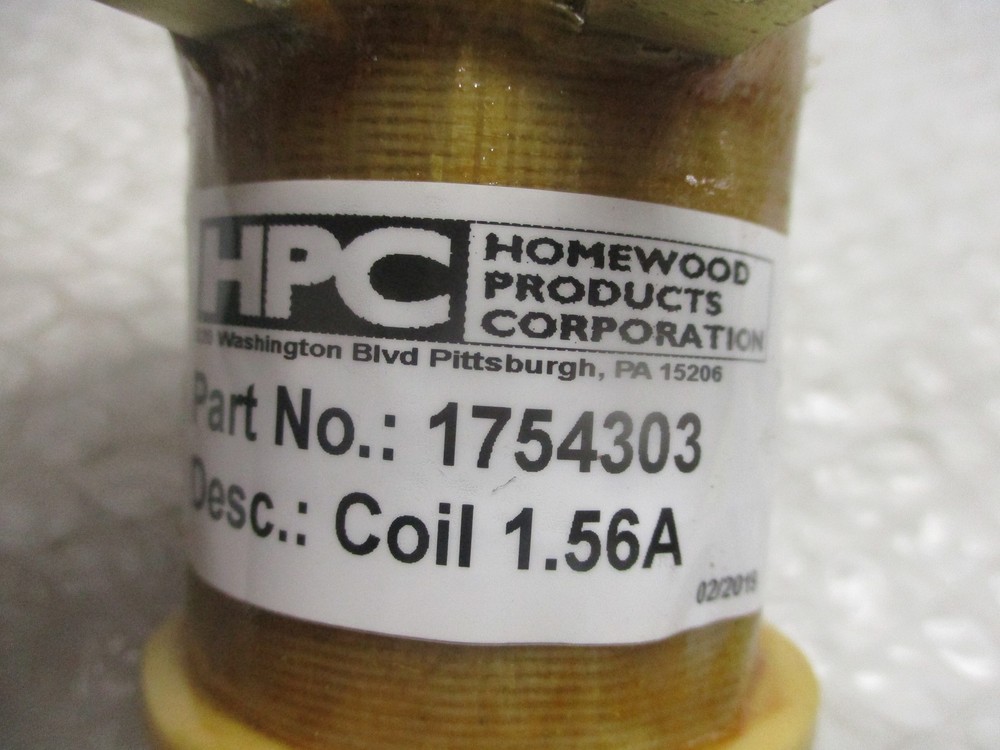 HPC
HOMEWOOD
PRODUCTS
CORPORATION
Washington Blvd Pittsburgh, PA 15206
Part No.: 1754303
Desc.: Coil 1.56A